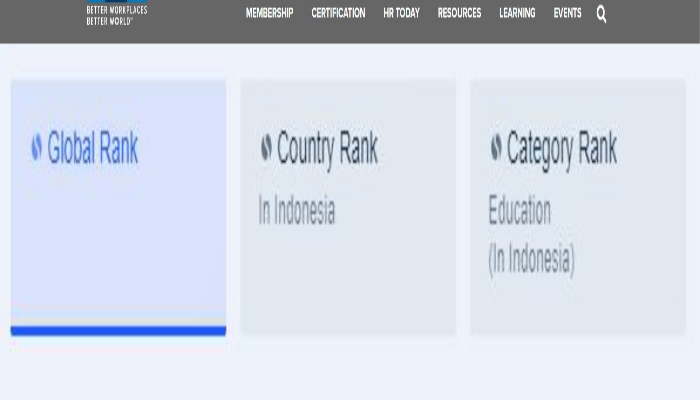 BETTER WORKPLACES
BETTER WORLD™
MEMBERSHIP CERTIFICATION HR TODAY RESOURCES LEARNING EVENTS
Global Rank
Country Rank
In Indonesia
Category Rank
Education
(In Indonesia)